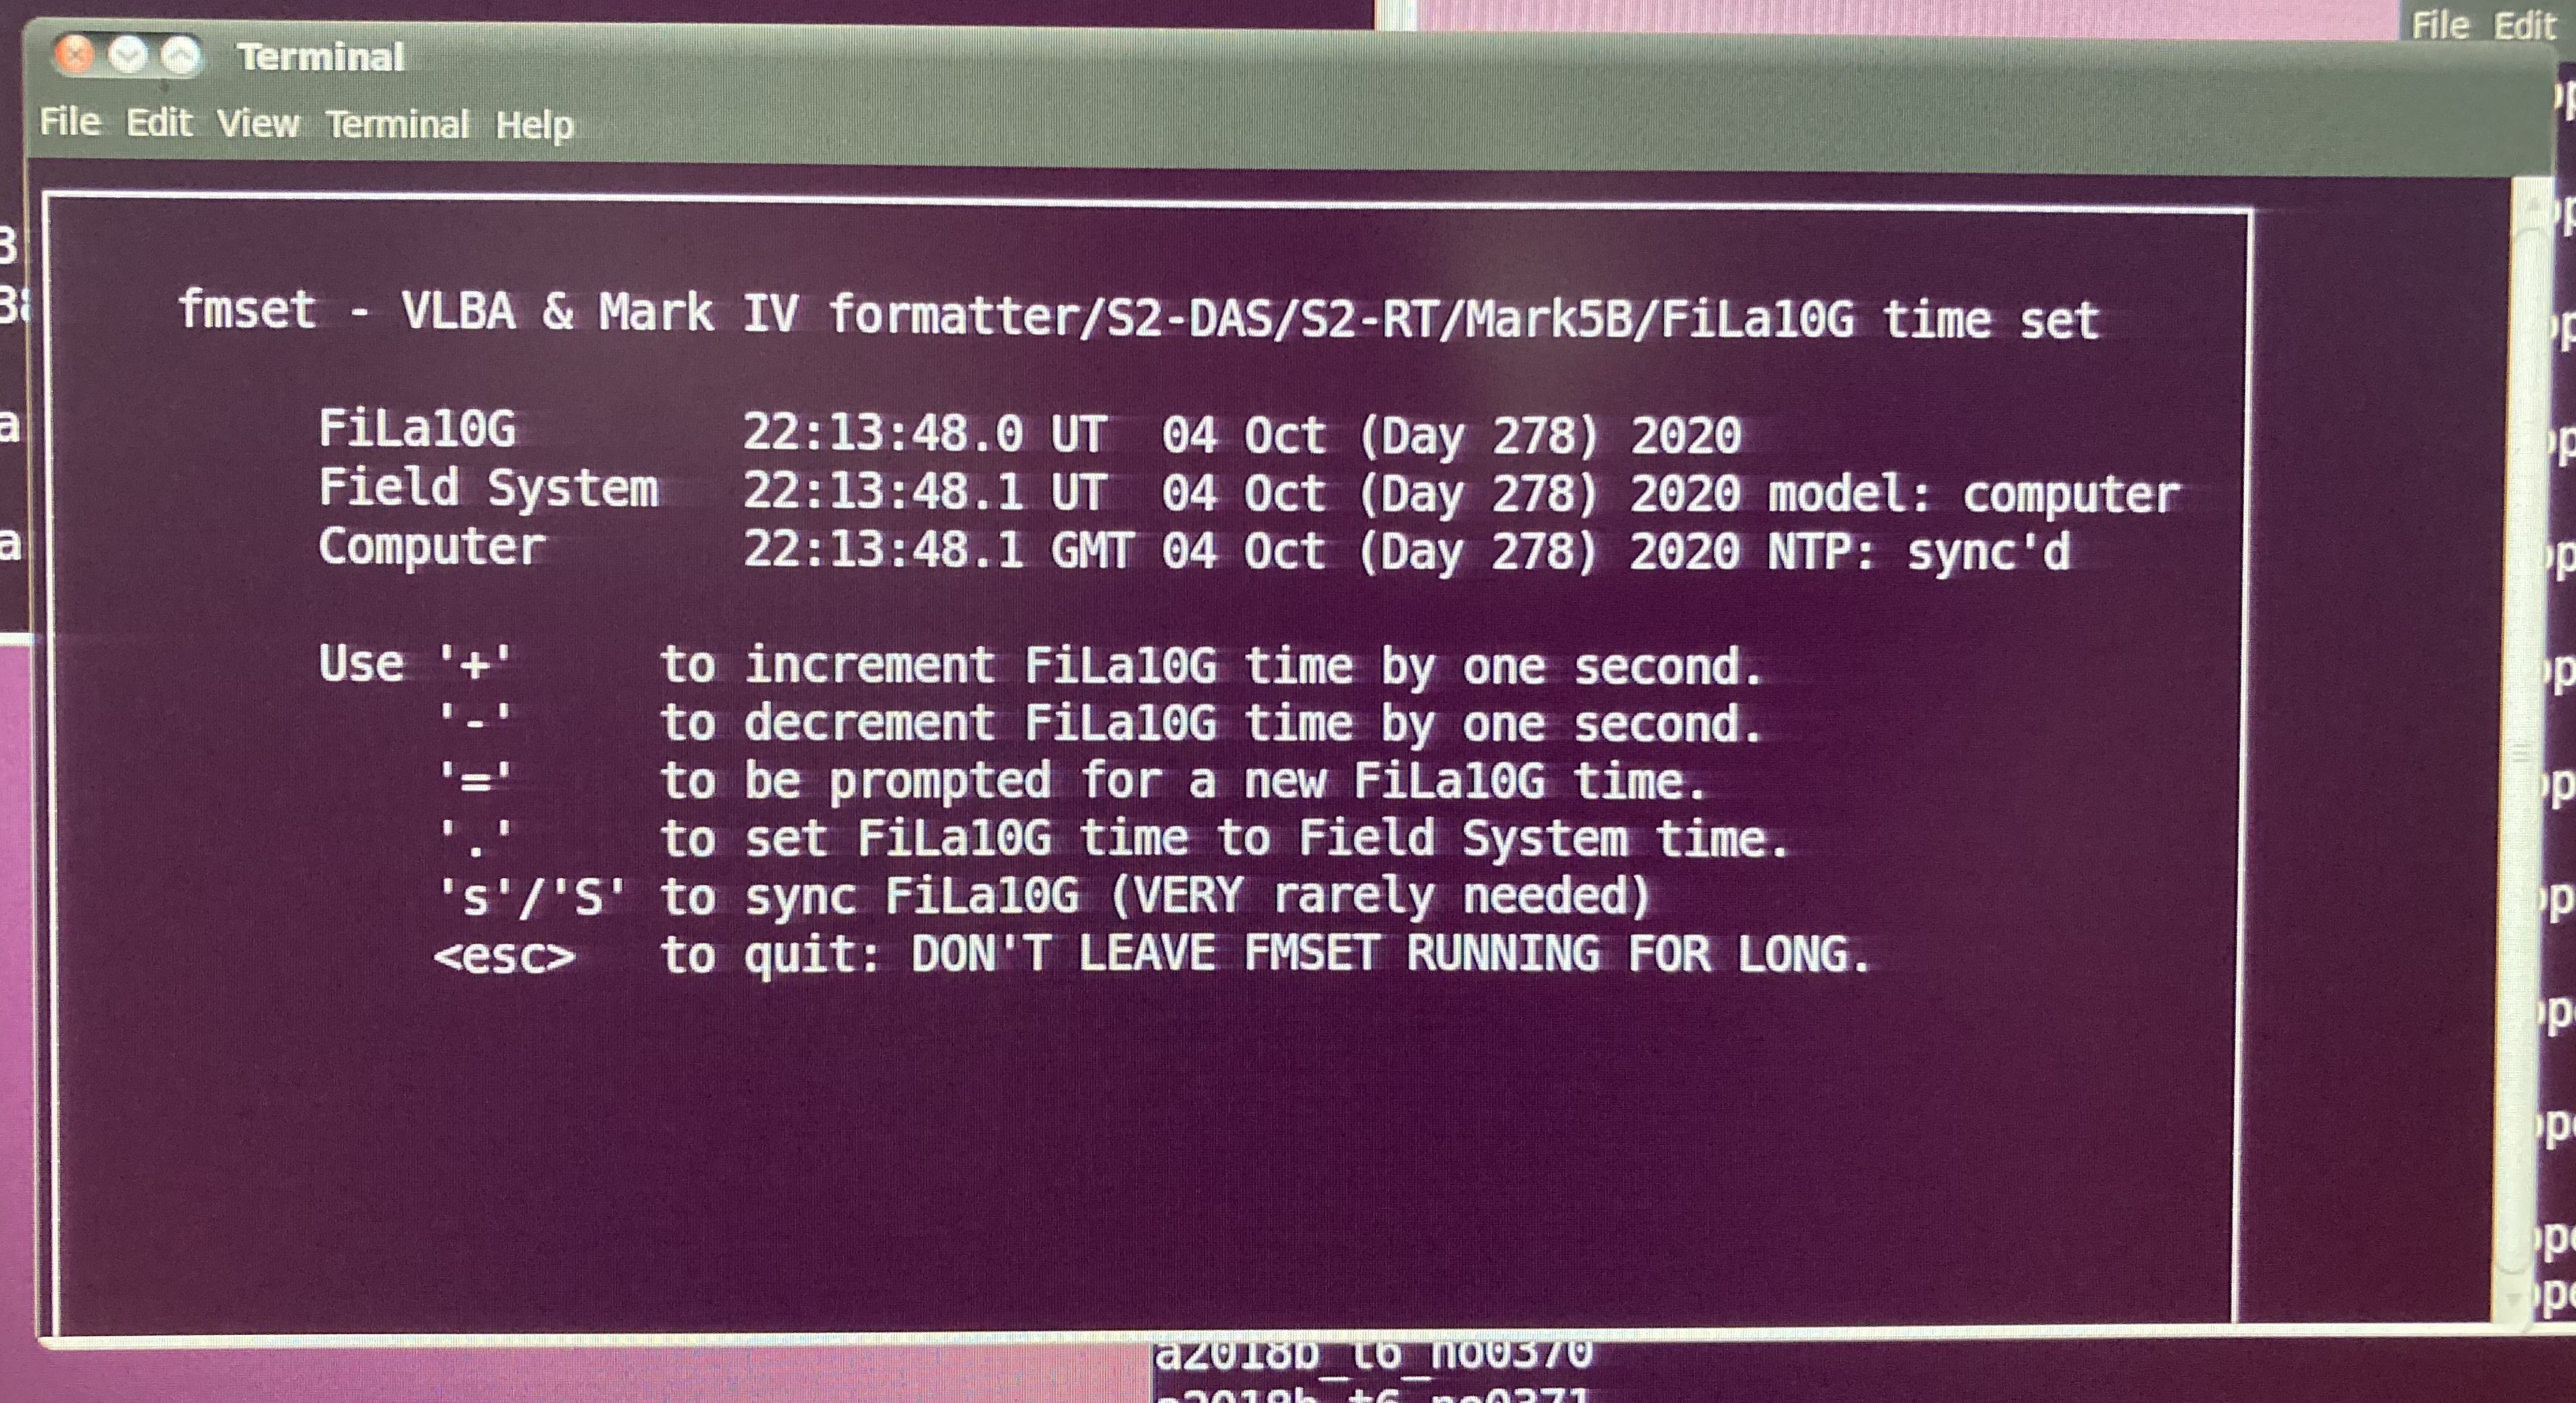 File Edit
Terminal
File Edit View Terminal Help
fmset - VLBA & Mark IV formatter/S2-DAS/S2-RT/Mark5B/FiLa10G time set
FiLa10G 22:13:48.0 UT 04 Oct (Day 278) 2020
Field System 22:13:48.1 UT 04 Oct (Day 278) 2020 model: computer
Computer 22:13:48.1 GMT 04 Oct (Day 278) 2020 NTP: sync'd
Use '+' to increment FiLa10G time by one second.
'-' to decrement FiLa10G time by one second.
'=' to be prompted for a new FiLa10G time.
'.' to set FiLa10G time to Field System time.
's'/'S' to sync FiLa10G (VERY rarely needed)
<esc> to quit: DON'T LEAVE FMSET RUNNING FOR LONG.
a2018b_t6_no0370
a2018b_t6_no0371